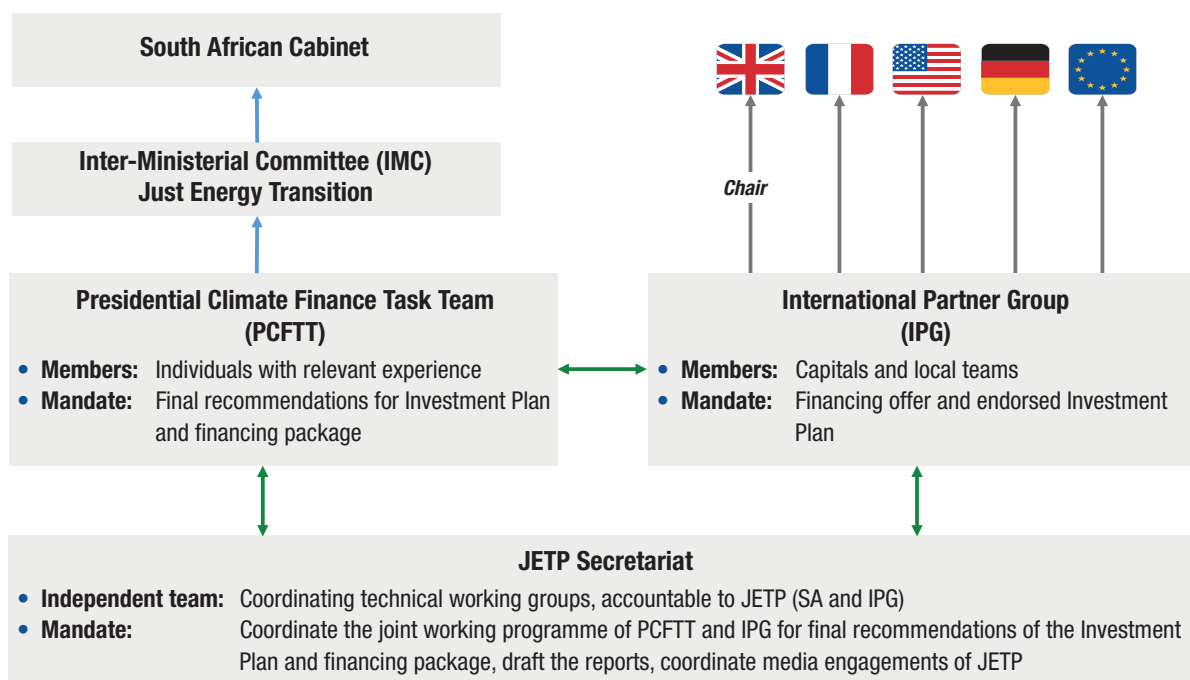 South African Cabinet
Inter-Ministerial Committee (IMC)
Just Energy Transition
Chair
Presidential Climate Finance Task Team
(PCFTT)
• Members: Individuals with relevant experience
• Mandate: Final recommendations for Investment Plan
and financing package
International Partner Group
(IPG)
• Members: Capitals and local teams
• Mandate: Financing offer and endorsed Investment
Plan
JETP Secretariat
• Independent team: Coordinating technical working groups, accountable to JETP (SA and IPG)
• Mandate: Coordinate the joint working programme of PCFTT and IPG for final recommendations of the Investment
Plan and financing package, draft the reports, coordinate media engagements of JETP